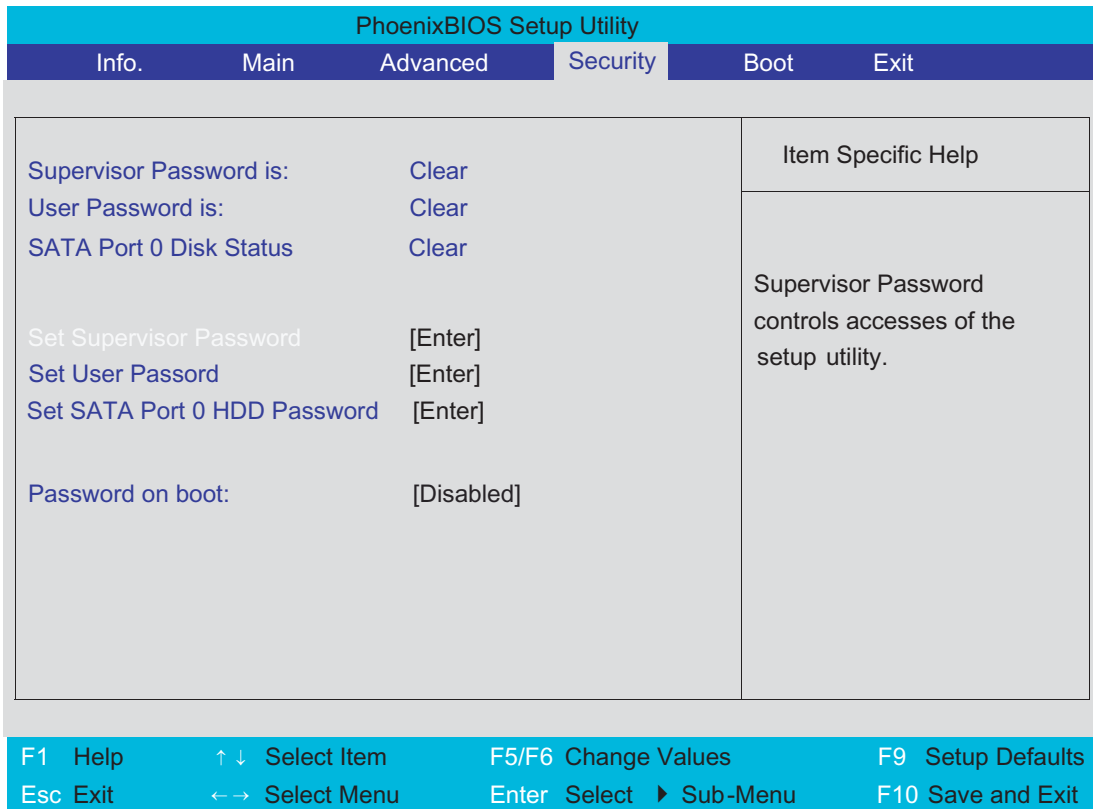 PhoenixBIOS Setup Utility
Info. Main Advanced Security Boot Exit
Item Specific Help
Supervisor Password is: Clear
User Password is: Clear
SATA Port 0 Disk Status Clear
Set Supervisor Password [Enter]
Set User Passord [Enter]
Set SATA Port 0 HDD Password [Enter]
Password on boot: [Disabled]
Supervisor Password
controls accesses of the
setup utility.
F1 Help ↑↓ Select Item F5/F6 Change Values F9 Setup Defaults
Esc Exit ←→ Select Menu Enter Select ▶ Sub-Menu F10 Save and Exit